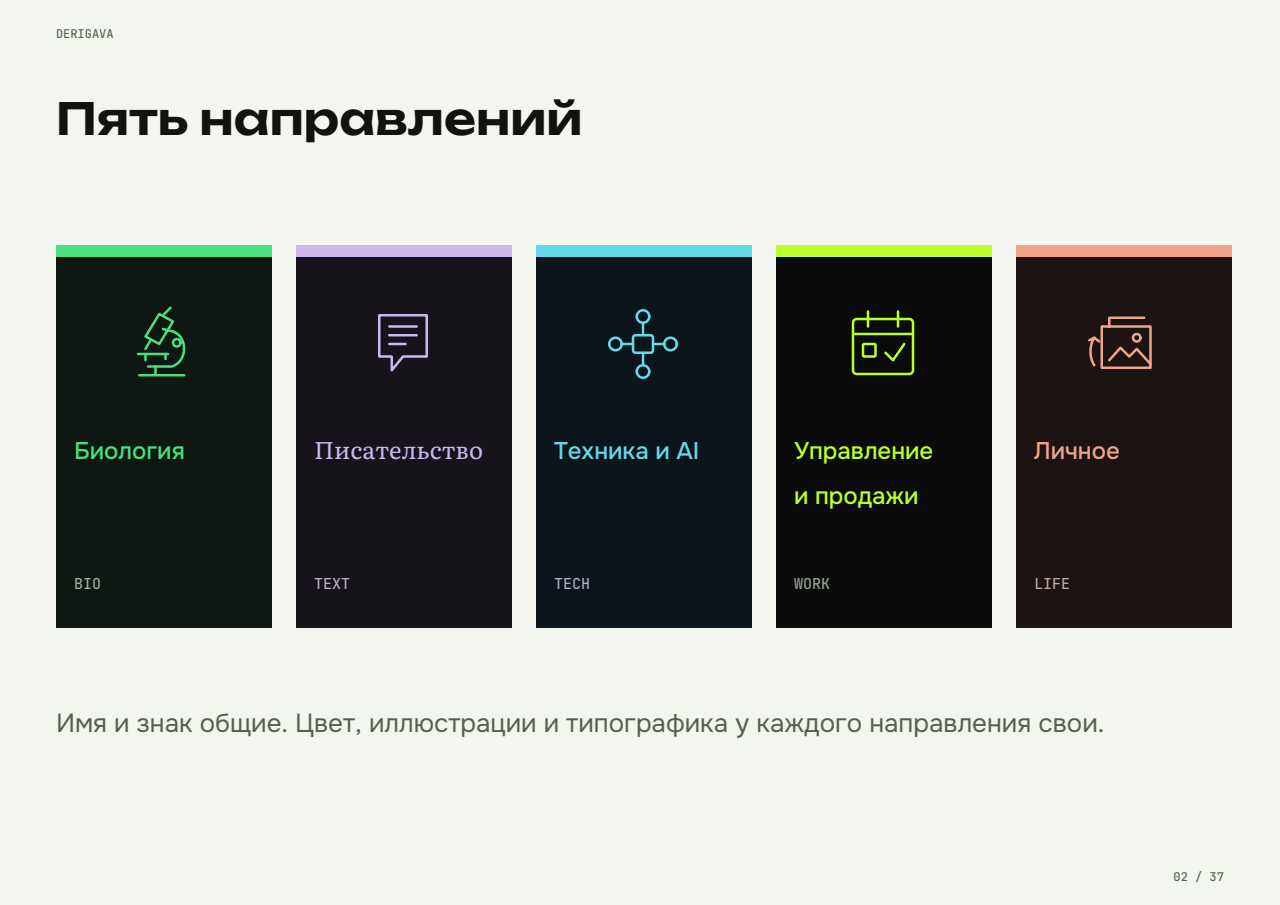 DERIGAVA
Пять направлений
Биология
Писательство
Техника и AI
Управление
и продажи
Личное
BIO
TEXT
TECH
WORK
LIFE
Имя и знак общие. Цвет, иллюстрации и типографика у каждого направления свои.
02 / 37